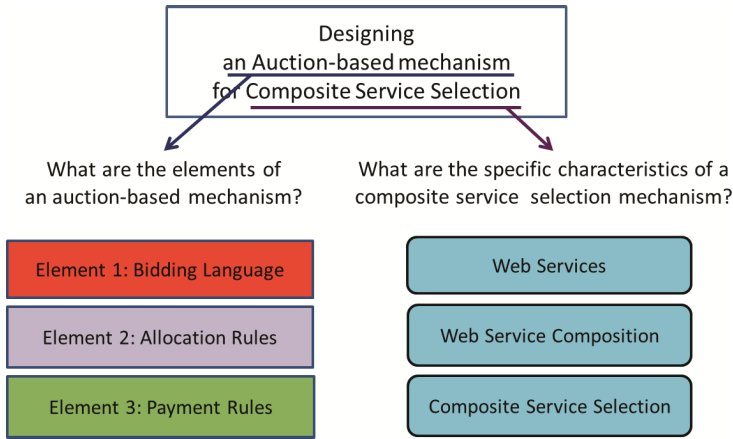 Designing
an Auction-based mechanism
for Composite Service Selection
What are the elements of
an auction-based mechanism?
What are the specific characteristics of a
composite service selection mechanism?
Element 1: Bidding Language
Element 2: Allocation Rules
Element 3: Payment Rules
Web Services
Web Service Composition
Composite Service Selection